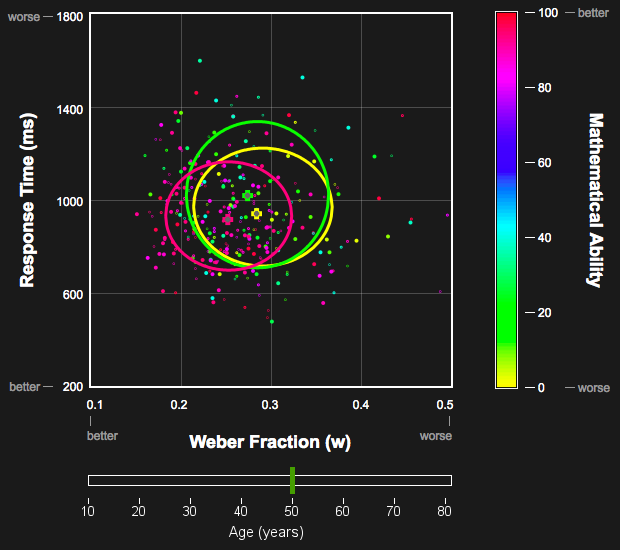 worse
1800
1400
1000
600
200
better
Response Time (ms)
0.1 0.2 0.3 0.4 0.5
better worse
Weber Fraction (w)
10 20 30 40 50 60 70 80
Age (years)
100 better
80
60
40
20
0 worse
Mathematical Ability